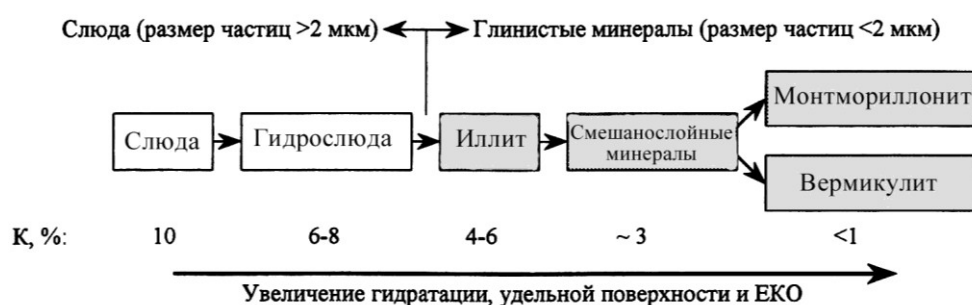 Слюда (размер частиц >2 мкм) Глинистые минералы (размер частиц <2 мкм)
Монтмориллонит
Слюда Гидрослюда Иллит Смешанослойные
минералы
Вермикулит
К, %: 10 6-8 4-6 ~ 3 <1
Увеличение гидратации, удельной поверхности и ЕКО